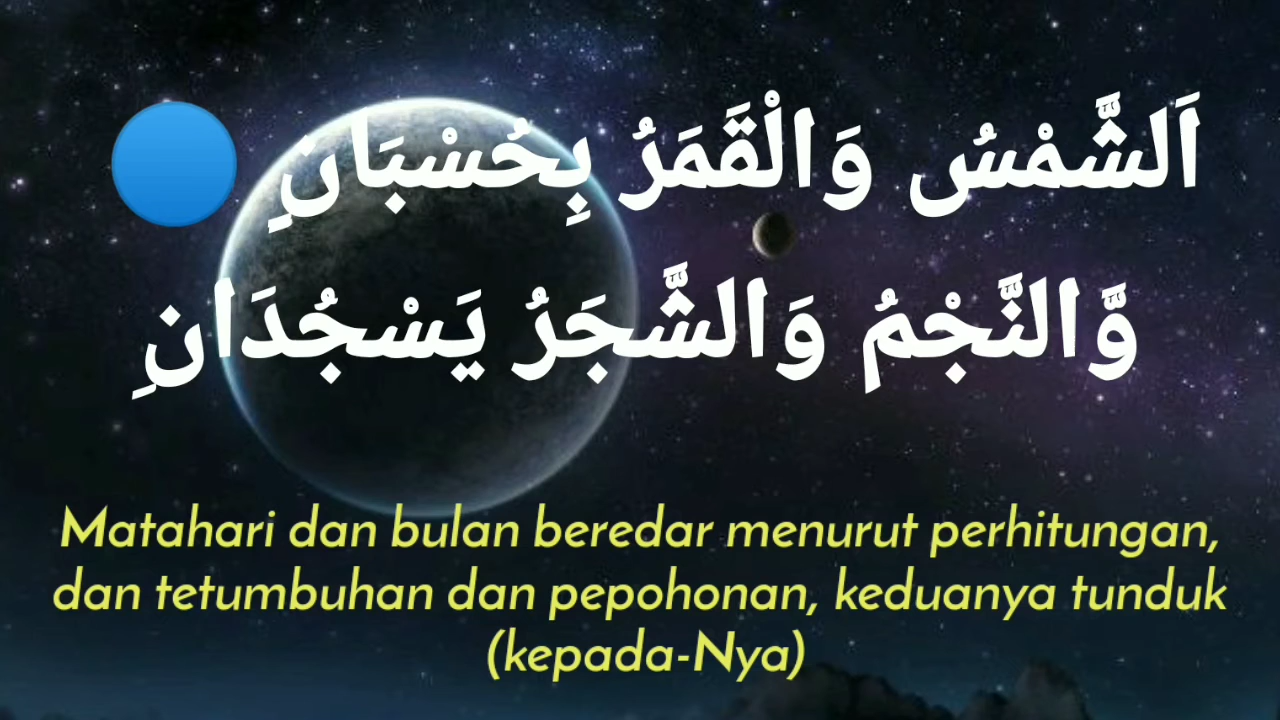 اَلشَّمْسُ وَالْقَمَرُ بِحُسْبَانٍ
وَّالنَّجْمُ وَالشَّجَرُ يَسْجُدَانِ
Matahari dan bulan beredar menurut perhitungan,
dan tetumbuhan dan pepohonan, keduanya tunduk
(kepada-Nya)